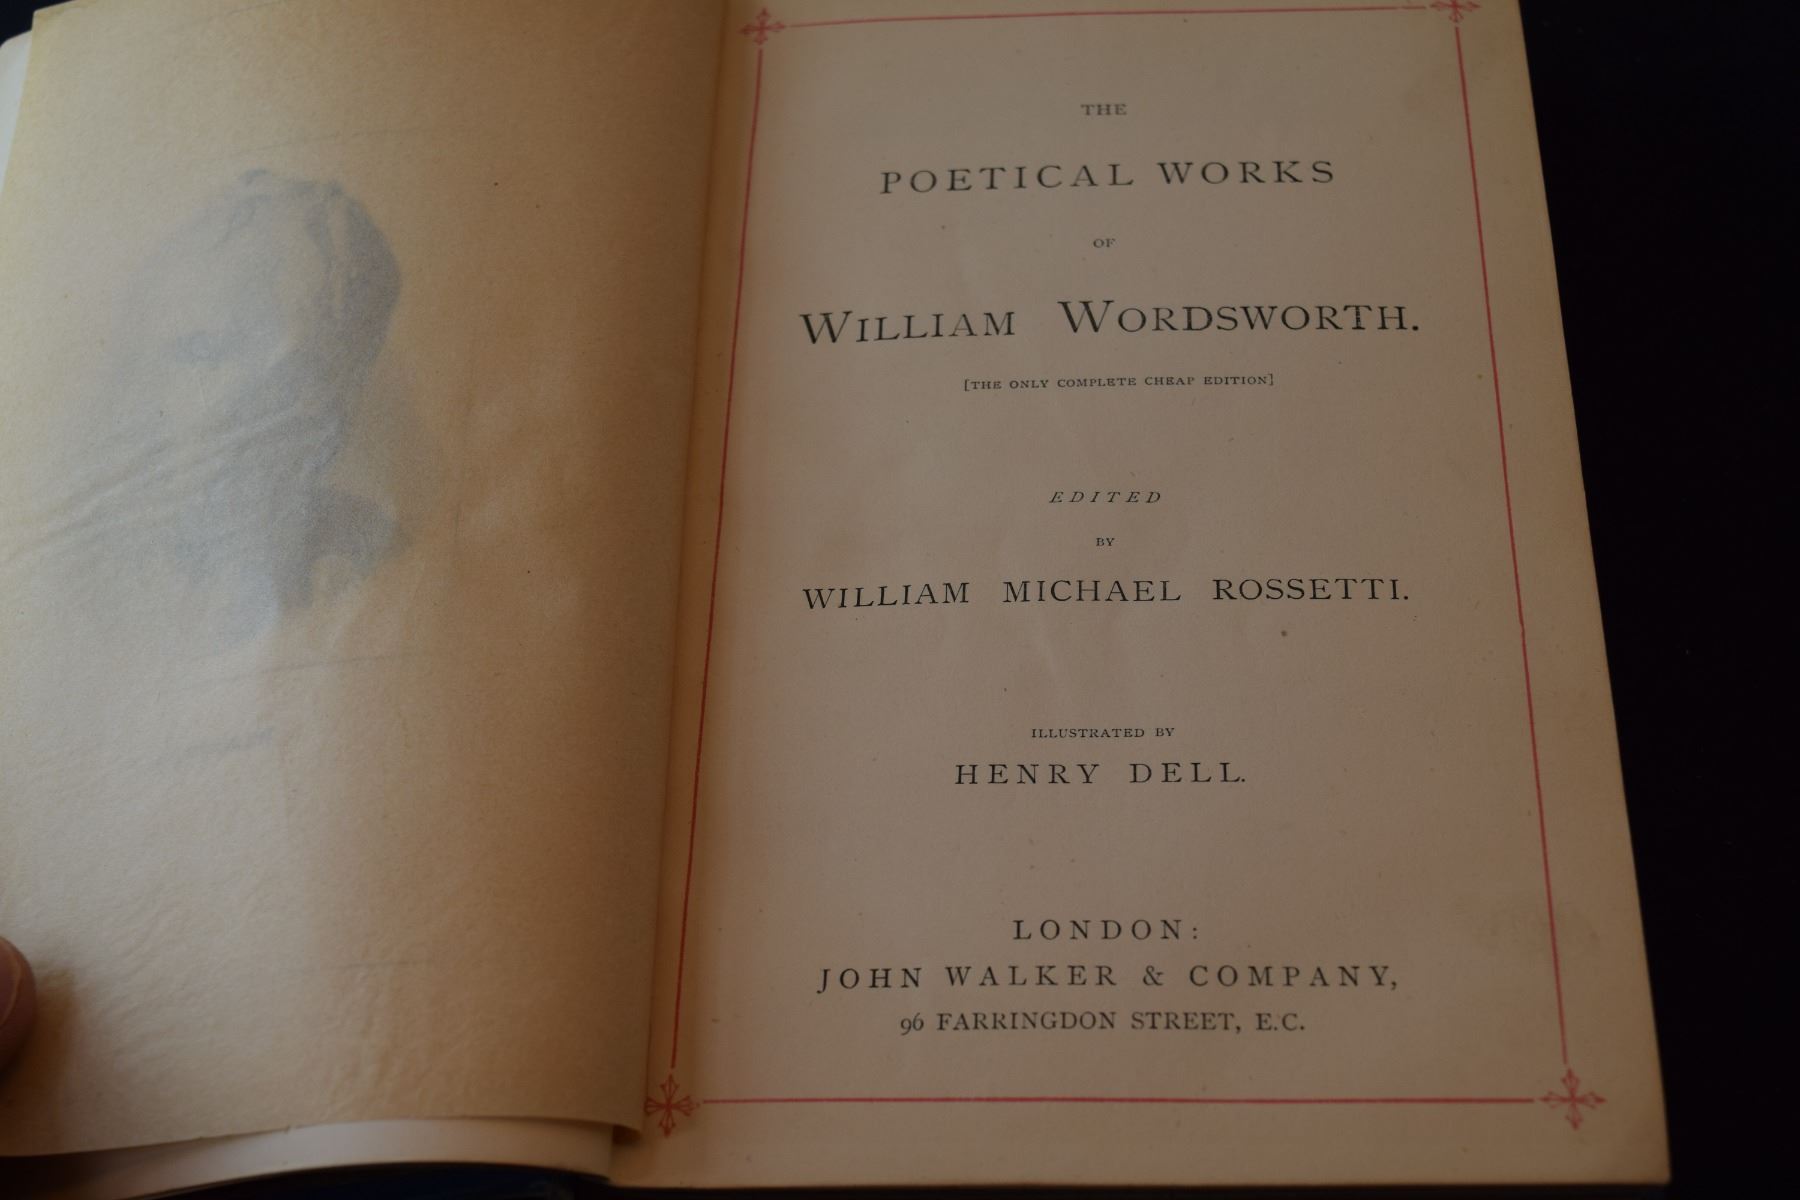 THE
POETICAL WORKS
OF
WILLIAM WORDSWORTH.
[THE ONLY COMPLETE CHEAP EDITION]
EDITED
BY
WILLIAM MICHAEL ROSSETTI.
ILLUSTRATED BY
HENRY DELL.
LONDON:
JOHN WALKER & COMPANY,
96 FARRINGDON STREET, E.C.